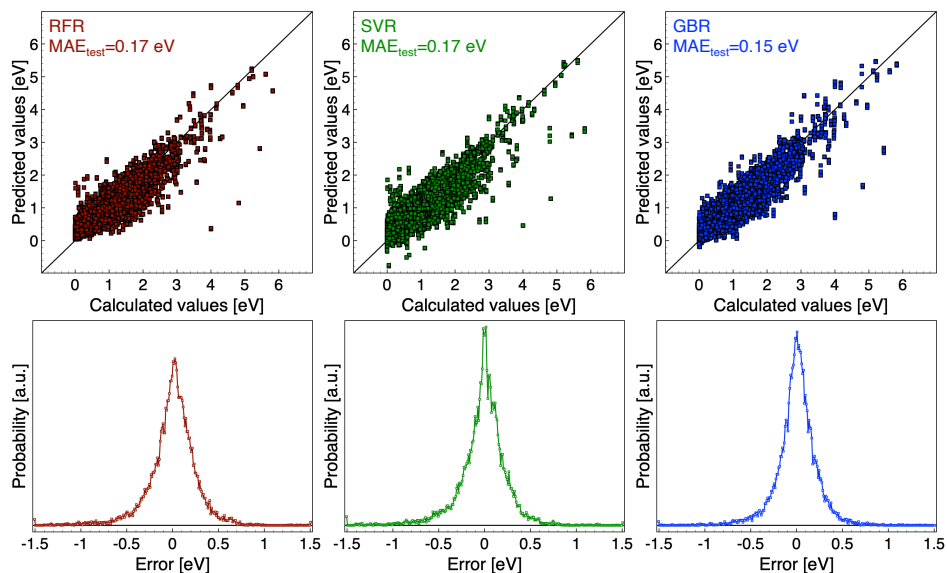 RFR
MAEtest=0.17 eV
Predicted values [eV]
7
6
5
4
3
2
1
0
0 1 2 3 4 5 6
Calculated values [eV]
SVR
MAEtest=0.17 eV
Predicted values [eV]
7
6
5
4
3
2
1
0
0 1 2 3 4 5 6
Calculated values [eV]
GBR
MAEtest=0.15 eV
Predicted values [eV]
7
6
5
4
3
2
1
0
0 1 2 3 4 5 6
Calculated values [eV]
Probability [a.u.]
-1.5 -1 -0.5 0 0.5 1 1.5
Error [eV]
Probability [a.u.]
-1.5 -1 -0.5 0 0.5 1 1.5
Error [eV]
Probability [a.u.]
-1.5 -1 -0.5 0 0.5 1 1.5
Error [eV]